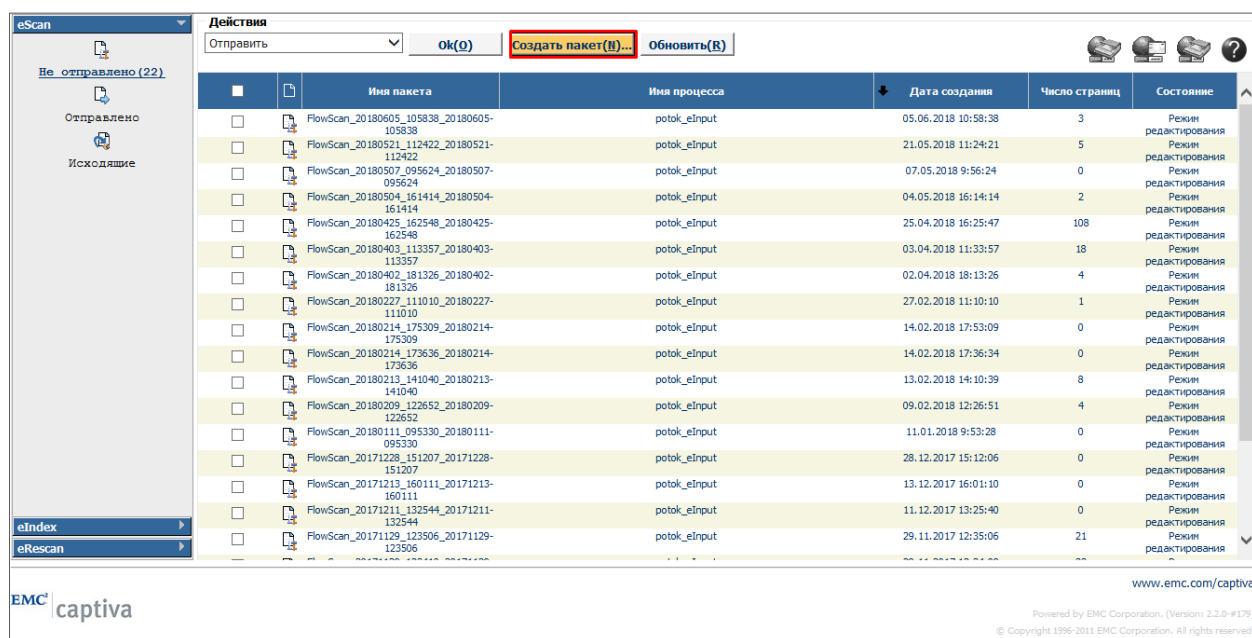 eScan
Не отправлено(22)
Отправлено
Исходящие
eIndex
eRescan
Действия
Отправить Ok(O) Создать пакет(N)... Обновить(R)
Имя пакета Имя процесса Дата создания Число страниц Состояние
FlowScan_20180605_105838_20180605- potok_eInput 05.06.2018 10:58:38 3 Режим
105838 редактирования
FlowScan_20180521_112422_20180521- potok_eInput 21.05.2018 11:24:21 5 Режим
112422 редактирования
FlowScan_20180507_095624_20180507- potok_eInput 07.05.2018 9:56:24 0 Режим
095624 редактирования
FlowScan_20180504_161414_20180504- potok_eInput 04.05.2018 16:14:14 2 Режим
161414 редактирования
FlowScan_20180425_162548_20180425- potok_eInput 25.04.2018 16:25:47 108 Режим
162548 редактирования
FlowScan_20180403_113357_20180403- potok_eInput 03.04.2018 11:33:57 18 Режим
113357 редактирования
FlowScan_20180402_181326_20180402- potok_eInput 02.04.2018 18:13:26 4 Режим
181326 редактирования
FlowScan_20180227_111010_20180227- potok_eInput 27.02.2018 11:10:10 1 Режим
111010 редактирования
FlowScan_20180214_175309_20180214- potok_eInput 14.02.2018 17:53:09 0 Режим
175309 редактирования
FlowScan_20180214_173636_20180214- potok_eInput 14.02.2018 17:36:34 0 Режим
173636 редактирования
FlowScan_20180213_141040_20180213- potok_eInput 13.02.2018 14:10:39 8 Режим
141040 редактирования
FlowScan_20180209_122652_20180209- potok_eInput 09.02.2018 12:26:51 4 Режим
122652 редактирования
FlowScan_20180111_095330_20180111- potok_eInput 11.01.2018 9:53:28 0 Режим
095330 редактирования
FlowScan_20171228_151207_20171228- potok_eInput 28.12.2017 15:12:06 0 Режим
151207 редактирования
FlowScan_20171213_160111_20171213- potok_eInput 13.12.2017 16:01:10 0 Режим
160111 редактирования
FlowScan_20171211_132544_20171211- potok_eInput 11.12.2017 13:25:40 0 Режим
132544 редактирования
FlowScan_20171129_123506_20171129- potok_eInput 29.11.2017 12:35:06 21 Режим
123506 редактирования
www.emc.com/captiva
EMC² captiva
Powered by EMC Corporation. (Version: 2.2.0-#179)
© Copyright 1996-2011 EMC Corporation. All rights reserved